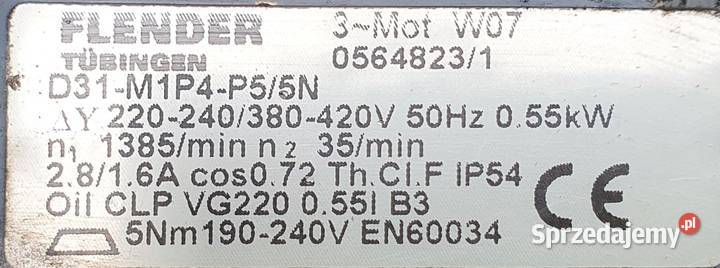 FLENDER 3~Mot W07
TÜBINGEN 0564823/1
D31-M1P4-P5/5N
ΔY 220-240/380-420V 50Hz 0.55kW
n1 1385/min n2 35/min
2.8/1.6A cos0.72 Th.Cl.F IP54
Oil CLP VG220 0.55l B3
5Nm190-240V EN60034
CE
Sprzedajemy.pl